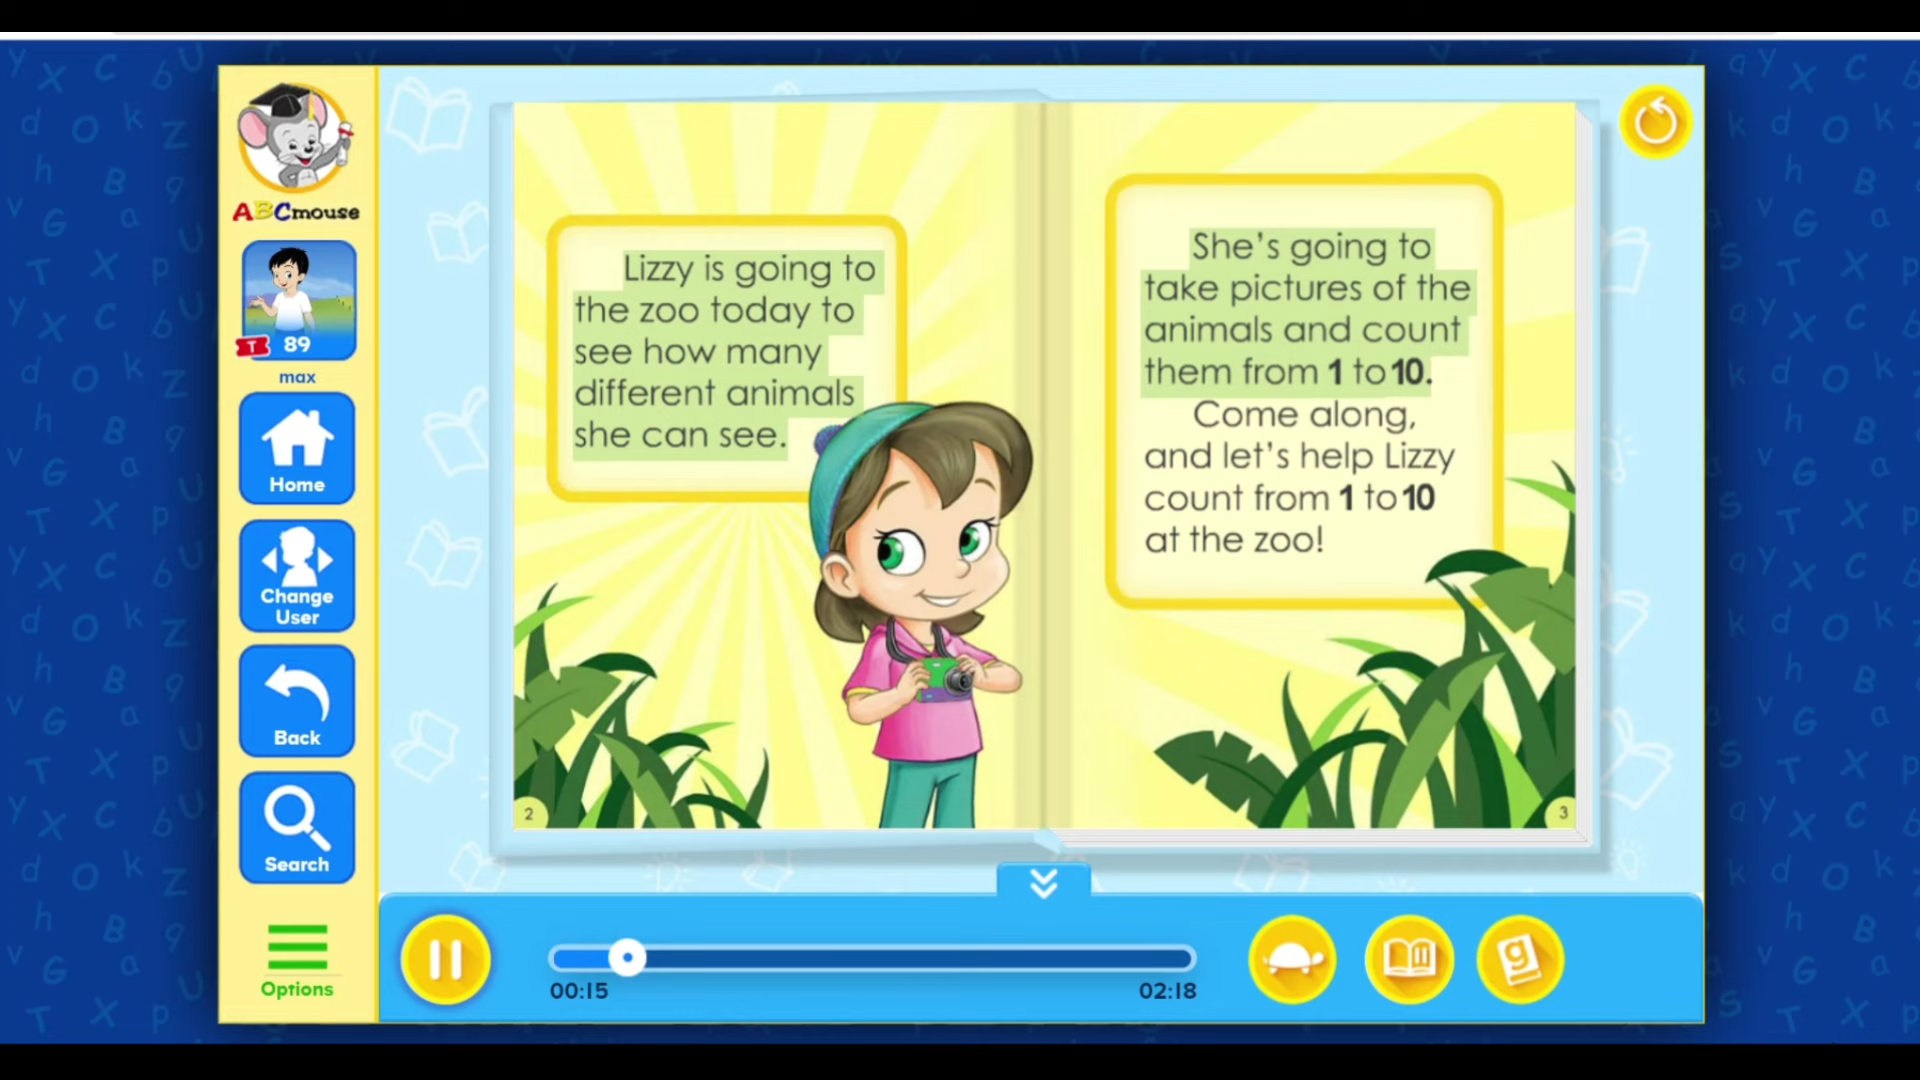 ABCmouse
T 89
max
Home
Change
User
Back
Search
Options
Lizzy is going to
the zoo today to
see how many
different animals
she can see.
2
She's going to
take pictures of the
animals and count
them from 1 to 10.
Come along,
and let's help Lizzy
count from 1 to 10
at the zoo!
3
00:15
02:18
g